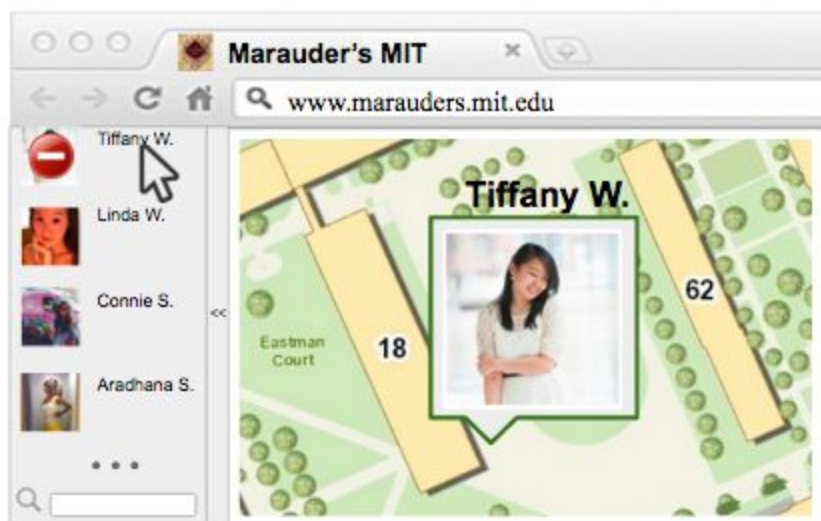 Marauder's MIT
www.marauders.mit.edu
Tiffany W.
Linda W.
Connie S.
Aradhana S.
<<
Tiffany W.
62
18
Eastman
Court